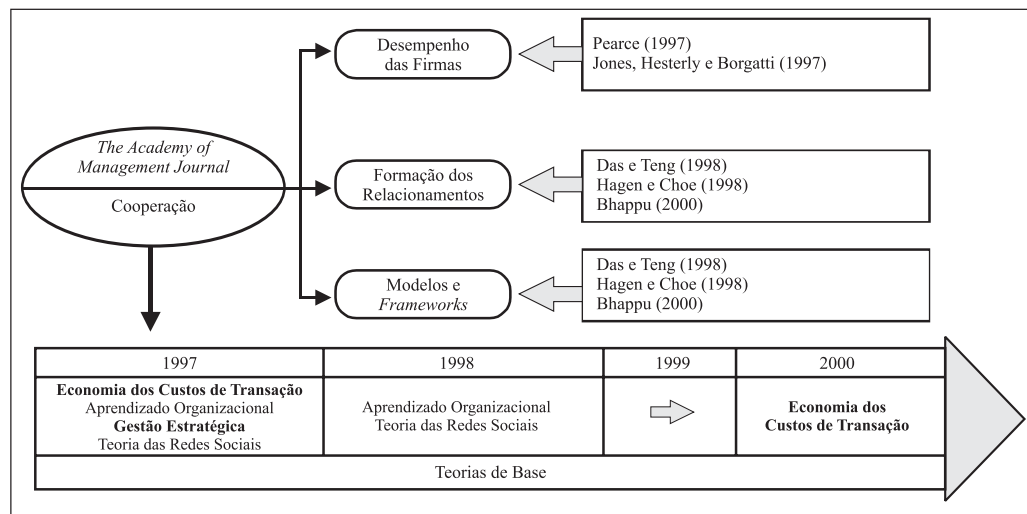 Desempenho
das Firmas
Pearce (1997)
Jones, Hesterly e Borgatti (1997)
The Academy of
Management Journal
Cooperação
Formação dos
Relacionamentos
Das e Teng (1998)
Hagen e Choe (1998)
Bhappu (2000)
Modelos e
Frameworks
Das e Teng (1998)
Hagen e Choe (1998)
Bhappu (2000)
1997
1998
1999
2000
Economia dos Custos de Transação
Aprendizado Organizacional
Gestão Estratégica
Teoria das Redes Sociais
Aprendizado Organizacional
Teoria das Redes Sociais
Economia dos
Custos de Transação
Teorias de Base